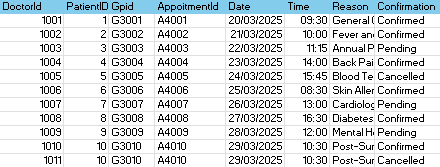 DoctorId PatientID Gpid AppoitmentId Date Time Reason Confirmation
1001 1 G3001 A4001 20/03/2025 09:30 General Confirmed
1002 2 G3002 A4002 21/03/2025 10:00 Fever and Confirmed
1003 3 G3003 A4003 22/03/2025 11:15 Annual P Pending
1004 4 G3004 A4004 23/03/2025 14:00 Back Pai Confirmed
1005 5 G3005 A4005 24/03/2025 15:45 Blood Te Cancelled
1006 6 G3006 A4006 25/03/2025 08:30 Skin Aller Confirmed
1007 7 G3007 A4007 26/03/2025 13:00 Cardiolog Pending
1008 8 G3008 A4008 27/03/2025 16:30 Diabetes Confirmed
1009 9 G3009 A4009 28/03/2025 12:00 Mental H Pending
1010 10 G3010 A4010 29/03/2025 10:30 Post-Sur Confirmed
1011 10 G3010 A4010 29/03/2025 10:30 Post-Sur Cancelled